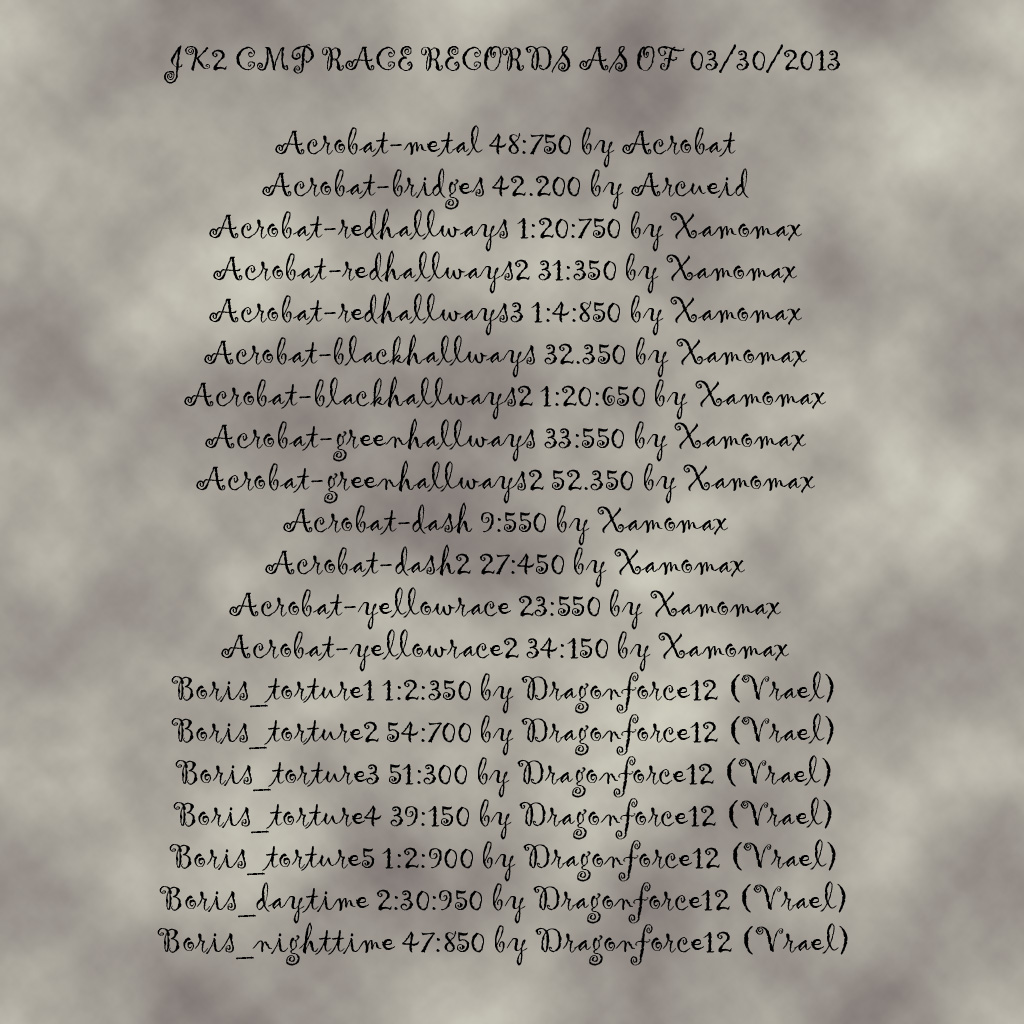 JK2 CMP RACE RECORDS AS OF 03/30/2013
Acrobat-metal 48:750 by Acrobat
Acrobat-bridges 42.200 by Arcueid
Acrobat-redhallways 1:20:750 by Xamomax
Acrobat-redhallways2 31:350 by Xamomax
Acrobat-redhallways3 1:4:850 by Xamomax
Acrobat-blackhallways 32.350 by Xamomax
Acrobat-blackhallways2 1:20:650 by Xamomax
Acrobat-greenhallways 33:550 by Xamomax
Acrobat-greenhallways2 52.350 by Xamomax
Acrobat-dash 9:550 by Xamomax
Acrobat-dash2 27:450 by Xamomax
Acrobat-yellowrace 23:550 by Xamomax
Acrobat-yellowrace2 34:150 by Xamomax
Boris_torture1 1:2:350 by Dragonforce12 (Vrael)
Boris_torture2 54:700 by Dragonforce12 (Vrael)
Boris_torture3 51:300 by Dragonforce12 (Vrael)
Boris_torture4 39:150 by Dragonforce12 (Vrael)
Boris_torture5 1:2:900 by Dragonforce12 (Vrael)
Boris_daytime 2:30:950 by Dragonforce12 (Vrael)
Boris_nighttime 47:850 by Dragonforce12 (Vrael)